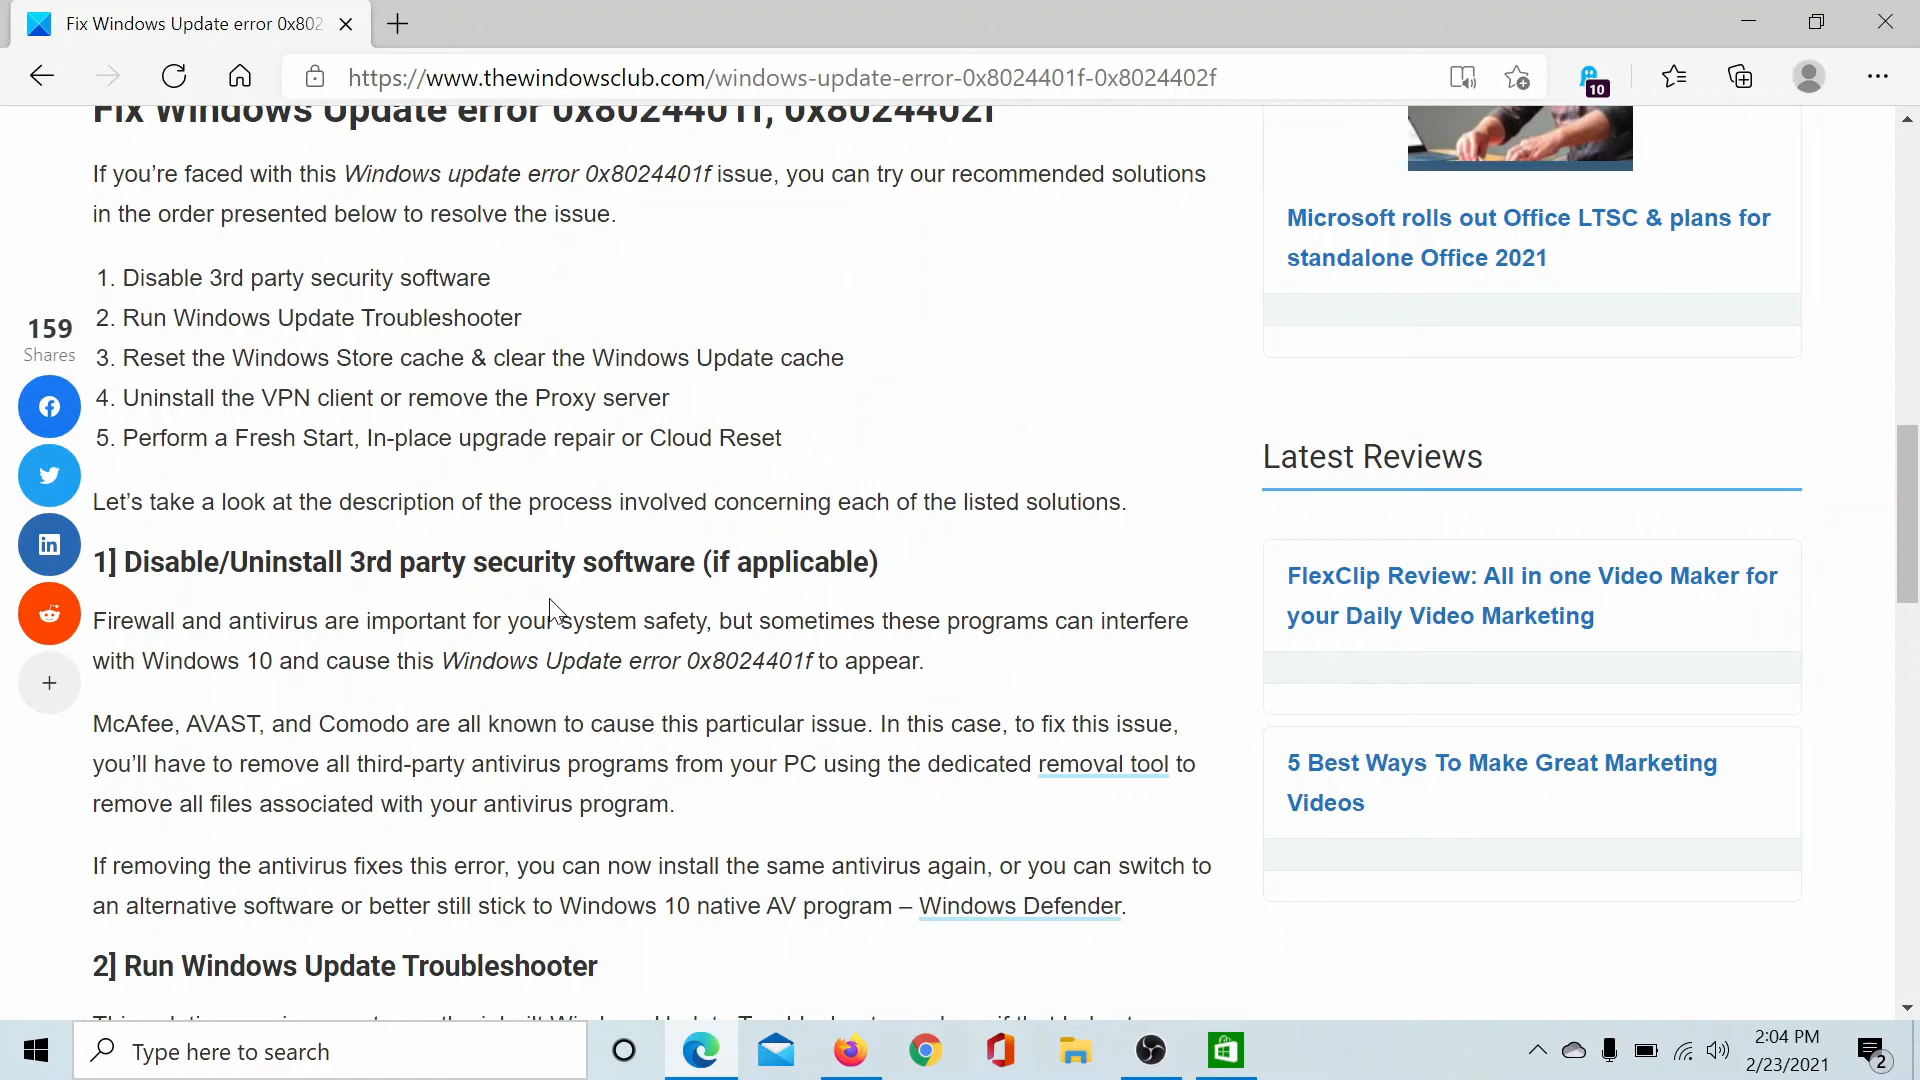 Fix Windows Update error 0x802
https://www.thewindowsclub.com/windows-update-error-0x8024401f-0x8024402f
10
Fix Windows Update error 0x8024401f, 0x8024402f
If you’re faced with this Windows update error 0x8024401f issue, you can try our recommended solutions
in the order presented below to resolve the issue.
1. Disable 3rd party security software
2. Run Windows Update Troubleshooter
3. Reset the Windows Store cache & clear the Windows Update cache
4. Uninstall the VPN client or remove the Proxy server
5. Perform a Fresh Start, In-place upgrade repair or Cloud Reset
Let’s take a look at the description of the process involved concerning each of the listed solutions.
1] Disable/Uninstall 3rd party security software (if applicable)
Firewall and antivirus are important for your system safety, but sometimes these programs can interfere
with Windows 10 and cause this Windows Update error 0x8024401f to appear.
McAfee, AVAST, and Comodo are all known to cause this particular issue. In this case, to fix this issue,
you’ll have to remove all third-party antivirus programs from your PC using the dedicated removal tool to
remove all files associated with your antivirus program.
If removing the antivirus fixes this error, you can now install the same antivirus again, or you can switch to
an alternative software or better still stick to Windows 10 native AV program – Windows Defender.
2] Run Windows Update Troubleshooter
159
Shares
Microsoft rolls out Office LTSC & plans for
standalone Office 2021
Latest Reviews
FlexClip Review: All in one Video Maker for
your Daily Video Marketing
5 Best Ways To Make Great Marketing
Videos
Type here to search
2:04 PM
2/23/2021
2